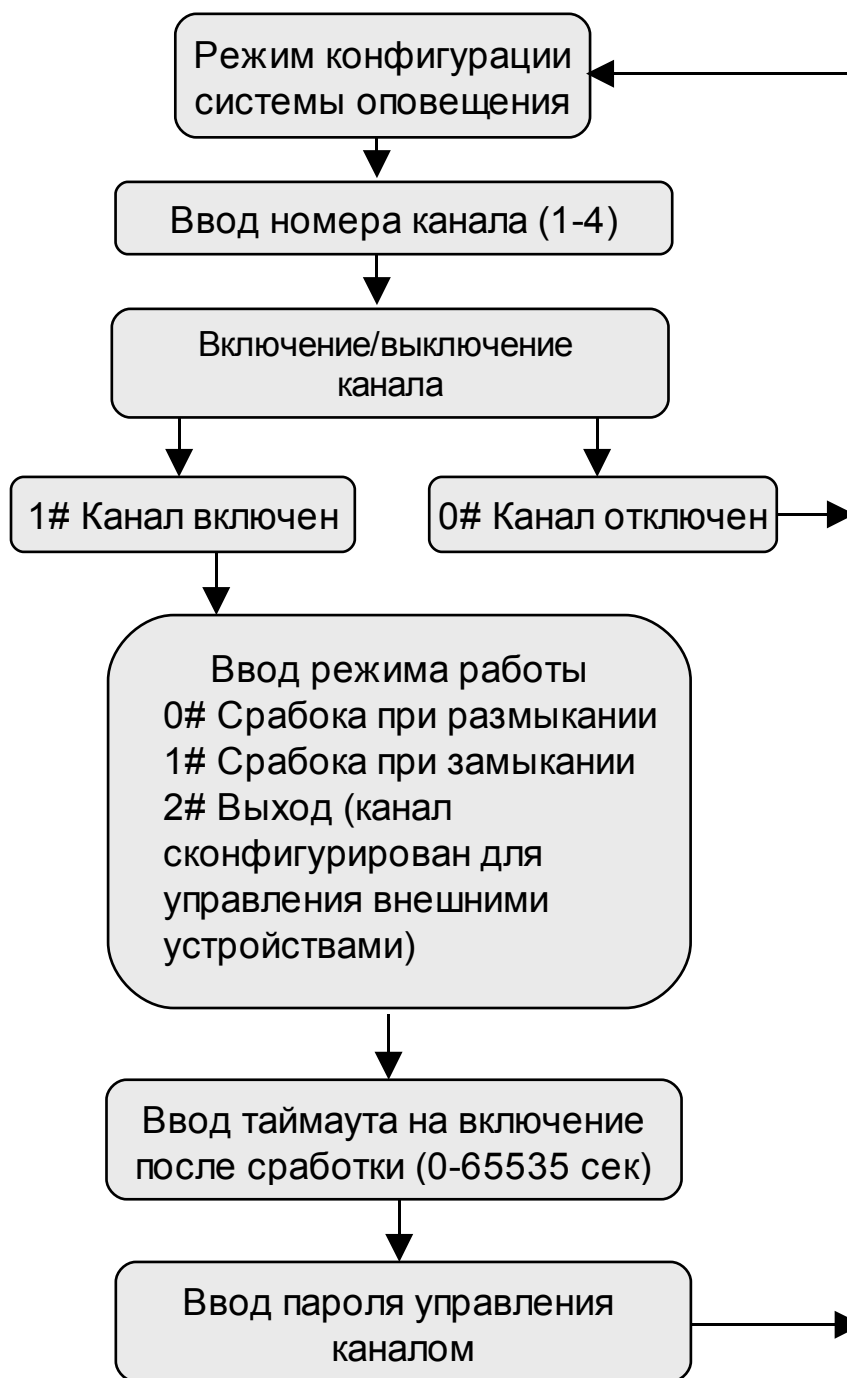 Режим конфигурации
системы оповещения
Ввод номера канала (1-4)
Включение/выключение
канала
1# Канал включен
0# Канал отключен
Ввод режима работы
0# Срабока при размыкании
1# Срабока при замыкании
2# Выход (канал
сконфигурирован для
управления внешними
устройствами)
Ввод таймаута на включение
после сработки (0-65535 сек)
Ввод пароля управления
каналом